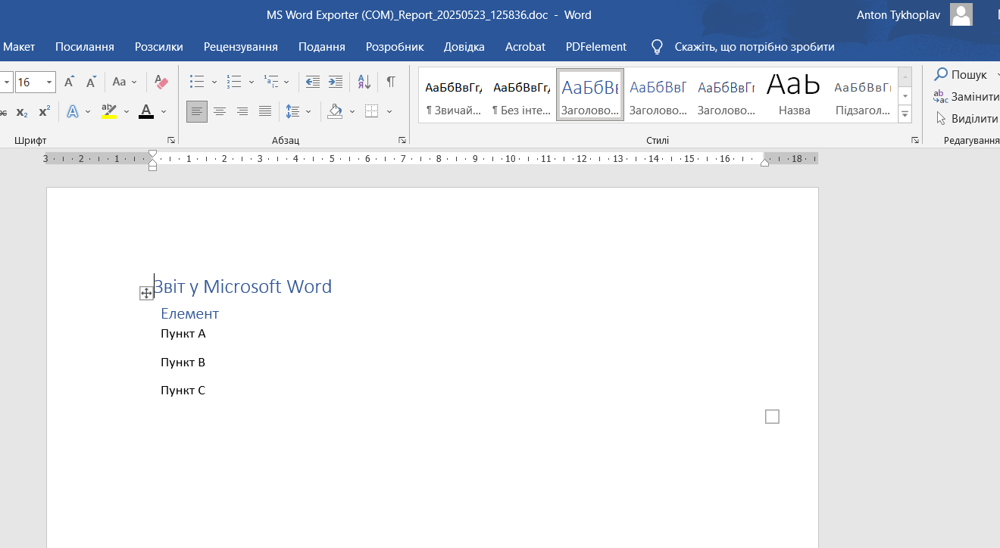 MS Word Exporter (COM)_Report_20250523_125836.doc - Word
Anton Tykhoplav
Макет Посилання Розсилки Рецензування Подання Розробник Довідка Acrobat PDFelement Скажіть, що потрібно зробити
16
Aa
Шрифт
Абзац
АаБбВвГг, АаБбВвГг, АаБбВ АаБбВвГ АаБбВвГг АаЬ АаБбВвГг
¶ Звичай... ¶ Без інте... Заголово... Заголово... Заголово... Назва Підзагол...
Стилі
Пошук
Замінити
Виділити
Редагування
3 2 1 1 2 3 4 5 6 7 8 9 10 11 12 13 14 15 16 18
Звіт у Microsoft Word
Елемент
Пункт A
Пункт B
Пункт C